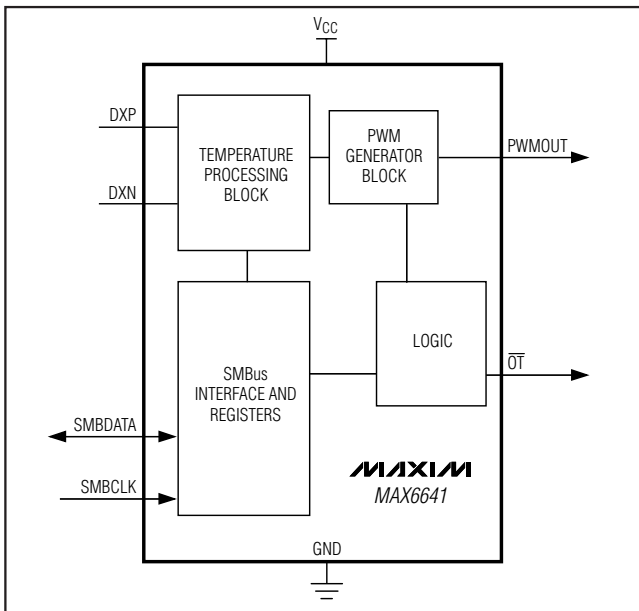 VCC
DXP
DXN
TEMPERATURE
PROCESSING
BLOCK
PWM
GENERATOR
BLOCK
PWMOUT
SMBus
INTERFACE AND
REGISTERS
LOGIC
OT
SMBDATA
SMBCLK
MAXIM
MAX6641
GND